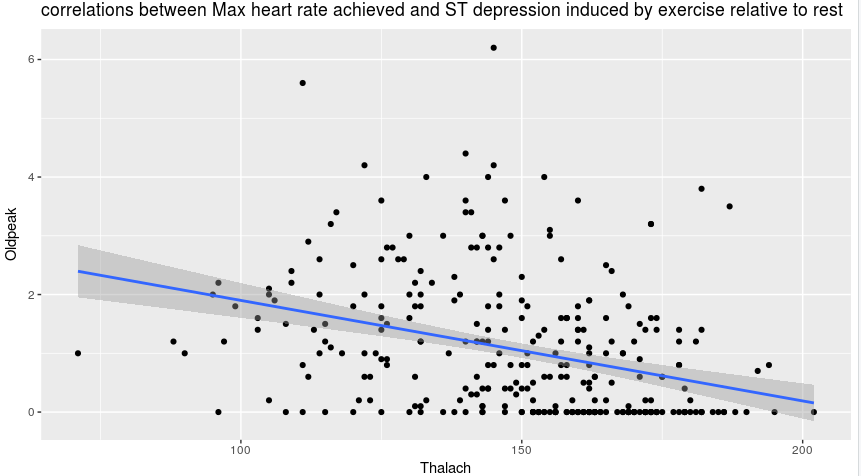 correlations between Max heart rate achieved and ST depression induced by exercise relative to rest
6
4
2
0
Oldpeak
100
150
200
Thalach